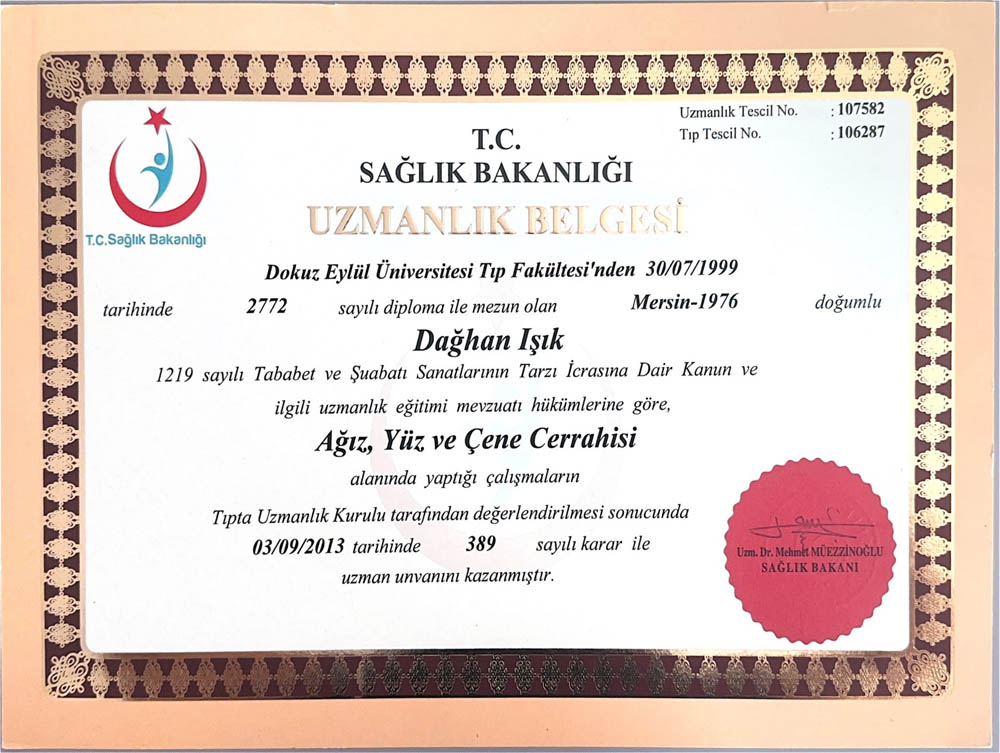 Uzmanlık Tescil No. : 107582
Tıp Tescil No. : 106287
T.C.
SAĞLIK BAKANLIĞI
UZMANLIK BELGESİ
T.C.Sağlık Bakanlığı
Dokuz Eylül Üniversitesi Tıp Fakültesi'nden 30/07/1999
tarihinde 2772 sayılı diploma ile mezun olan Mersin-1976 doğumlu
Dağhan Işık
1219 sayılı Tababet ve Şuabatı Sanatlarının Tarzı İcrasına Dair Kanun ve
ilgili uzmanlık eğitimi mevzuatı hükümlerine göre,
Ağız, Yüz ve Çene Cerrahisi
alanında yaptığı çalışmaların
Tıpta Uzmanlık Kurulu tarafından değerlendirilmesi sonucunda
03/09/2013 tarihinde 389 sayılı karar ile
uzman unvanını kazanmıştır.
Uzm. Dr. Mehmet MÜEZZİNOĞLU
SAĞLIK BAKANI